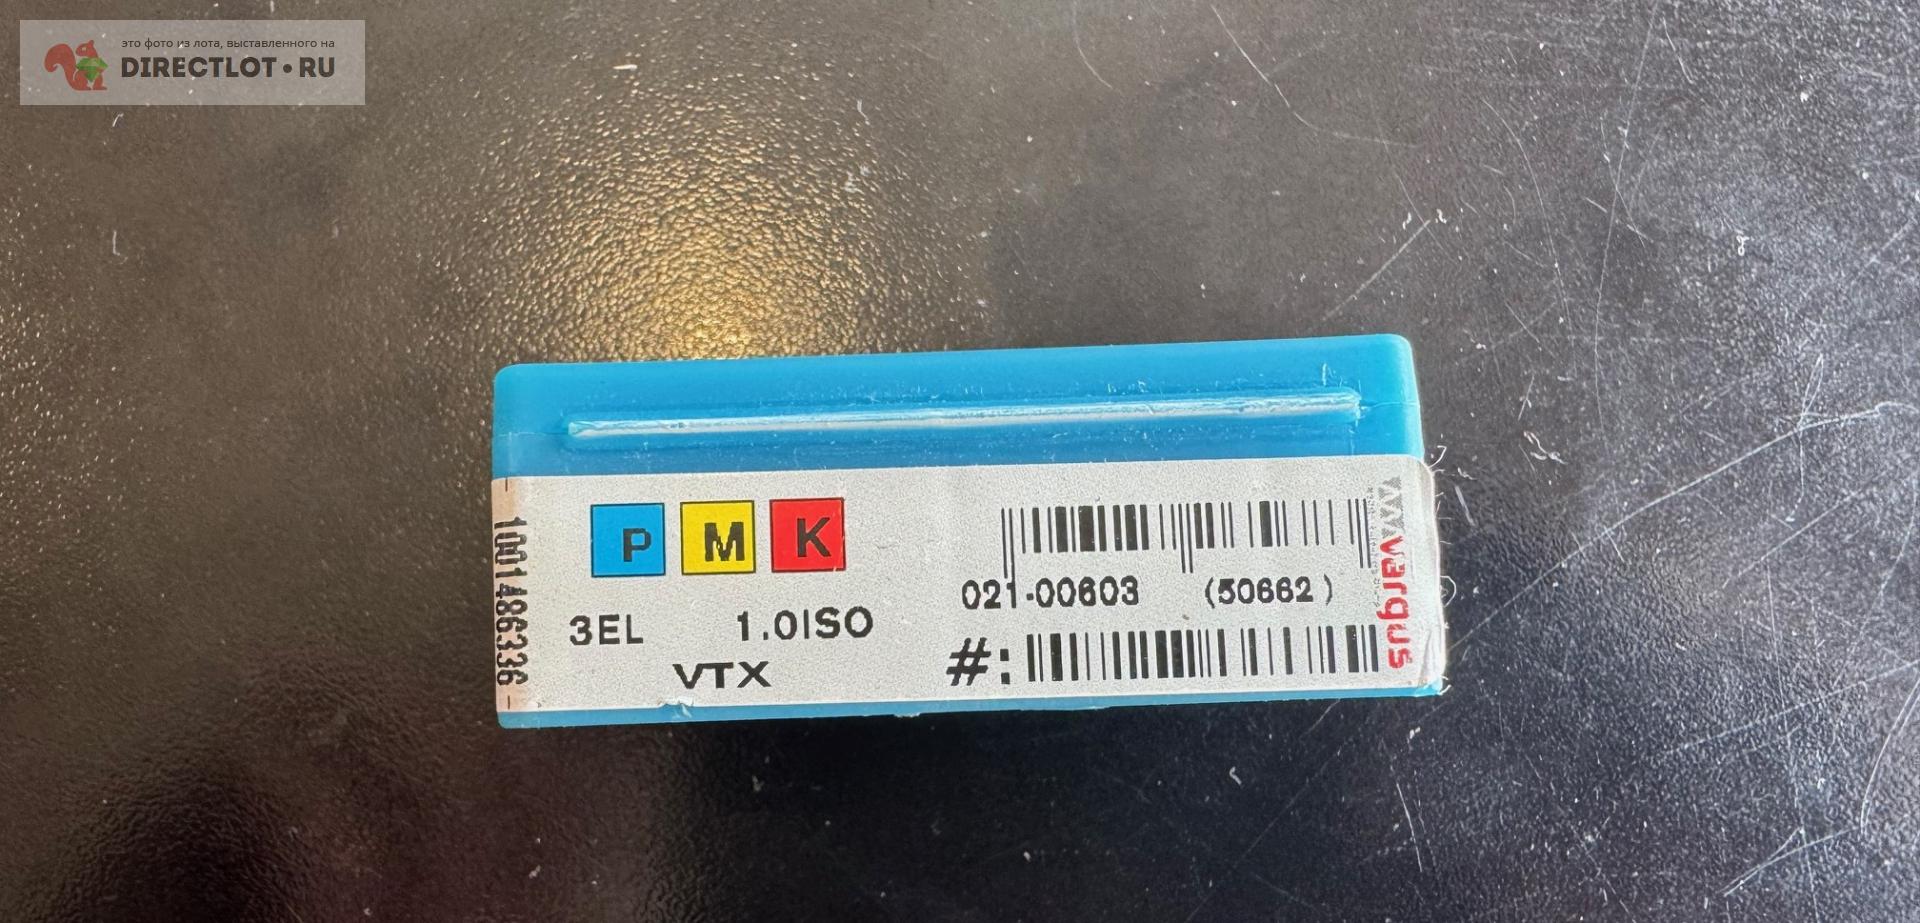 это фото из лота, выставленного на
DIRECTLOT.RU
P M K
3EL 1.0ISO
VTX
021-00603 (50662)
#:
vargus
1001486336